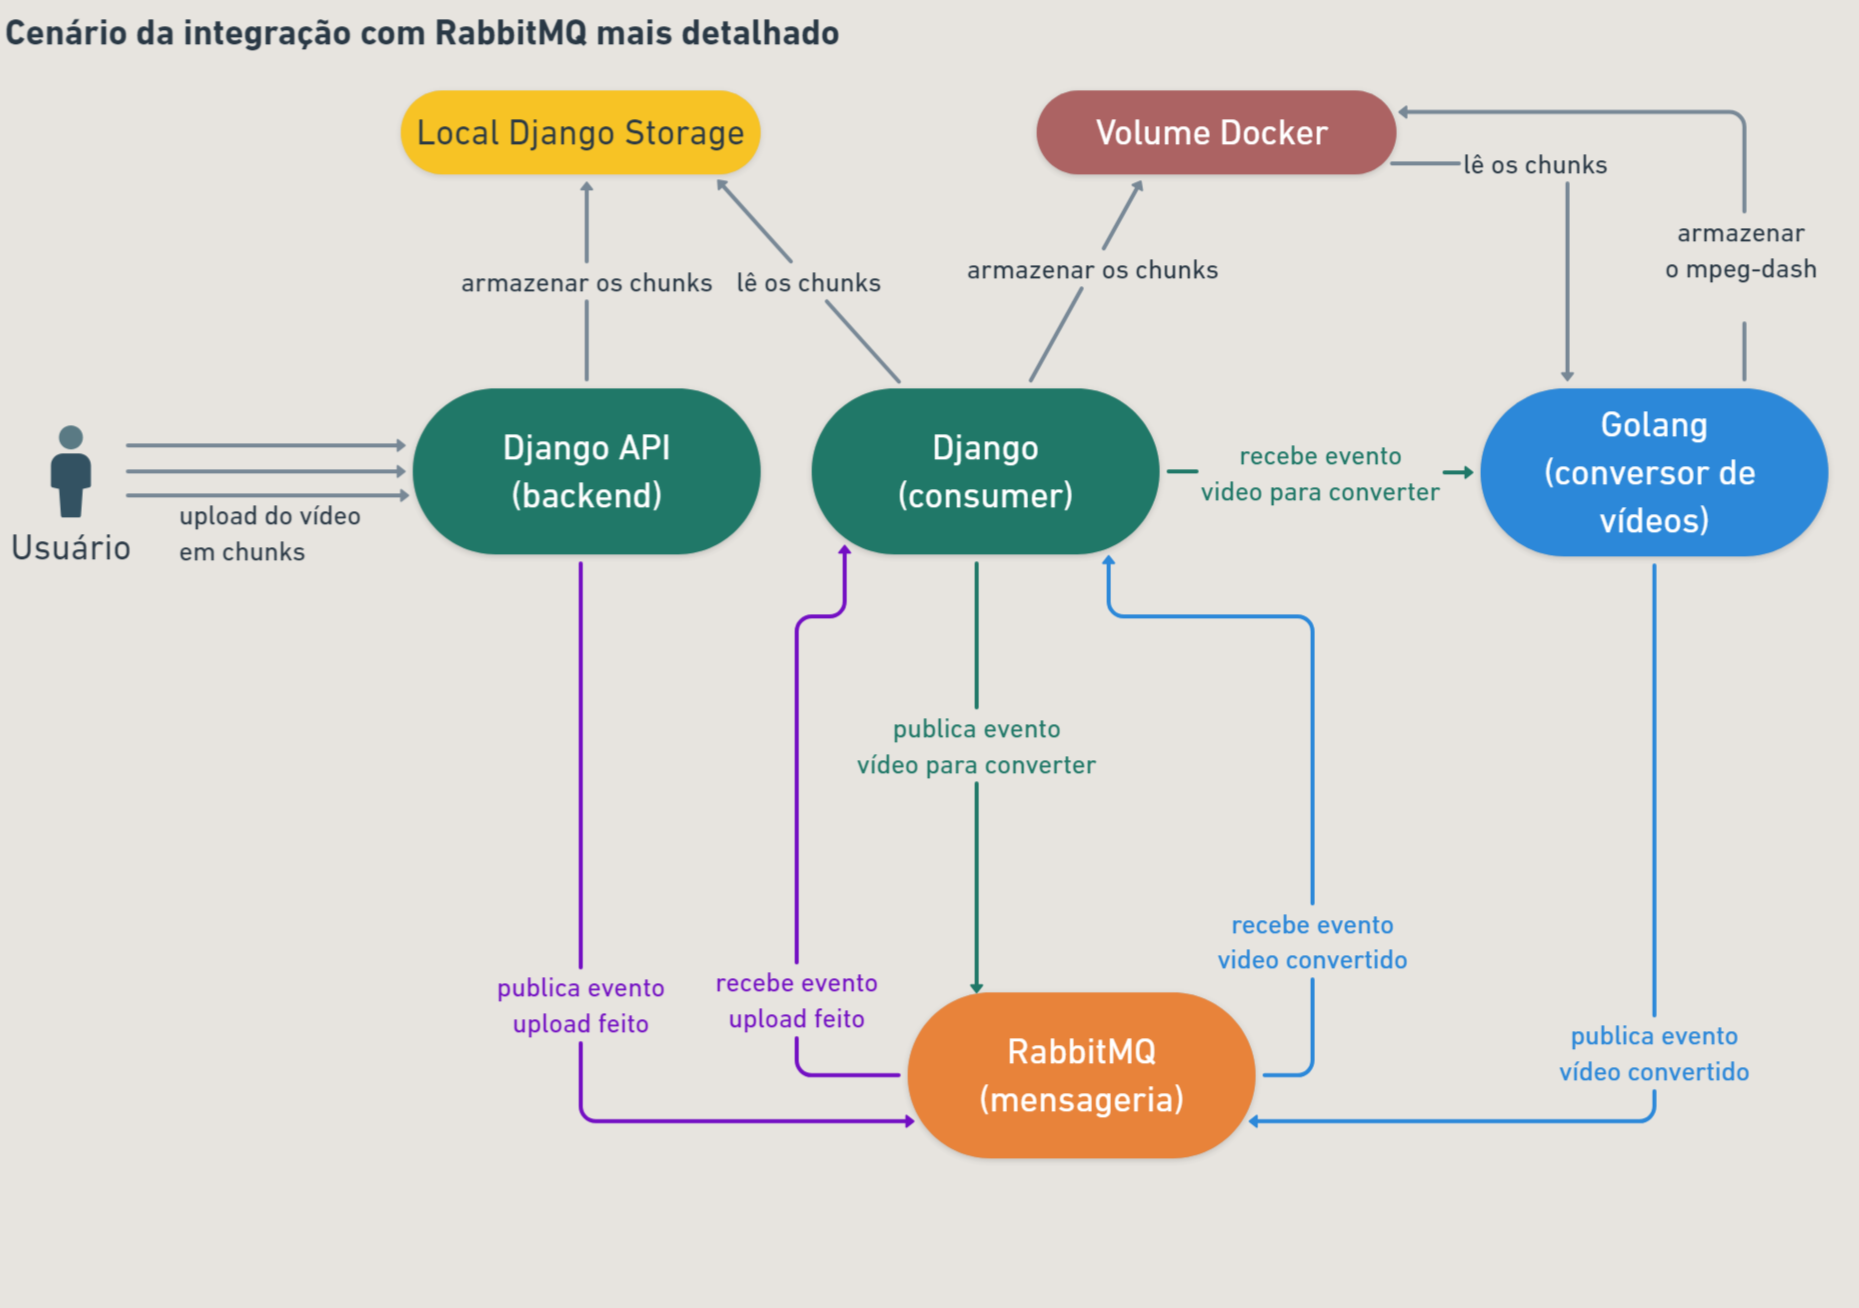 Cenário da integração com RabbitMQ mais detalhado
Local Django Storage
Volume Docker
lê os chunks
armazenar
o mpeg-dash
armazenar os chunks
lê os chunks
armazenar os chunks
Usuário
upload do vídeo
em chunks
Django API
(backend)
Django
(consumer)
recebe evento
video para converter
Golang
(conversor de
vídeos)
publica evento
vídeo para converter
publica evento
upload feito
recebe evento
upload feito
recebe evento
video convertido
publica evento
vídeo convertido
RabbitMQ
(mensageria)